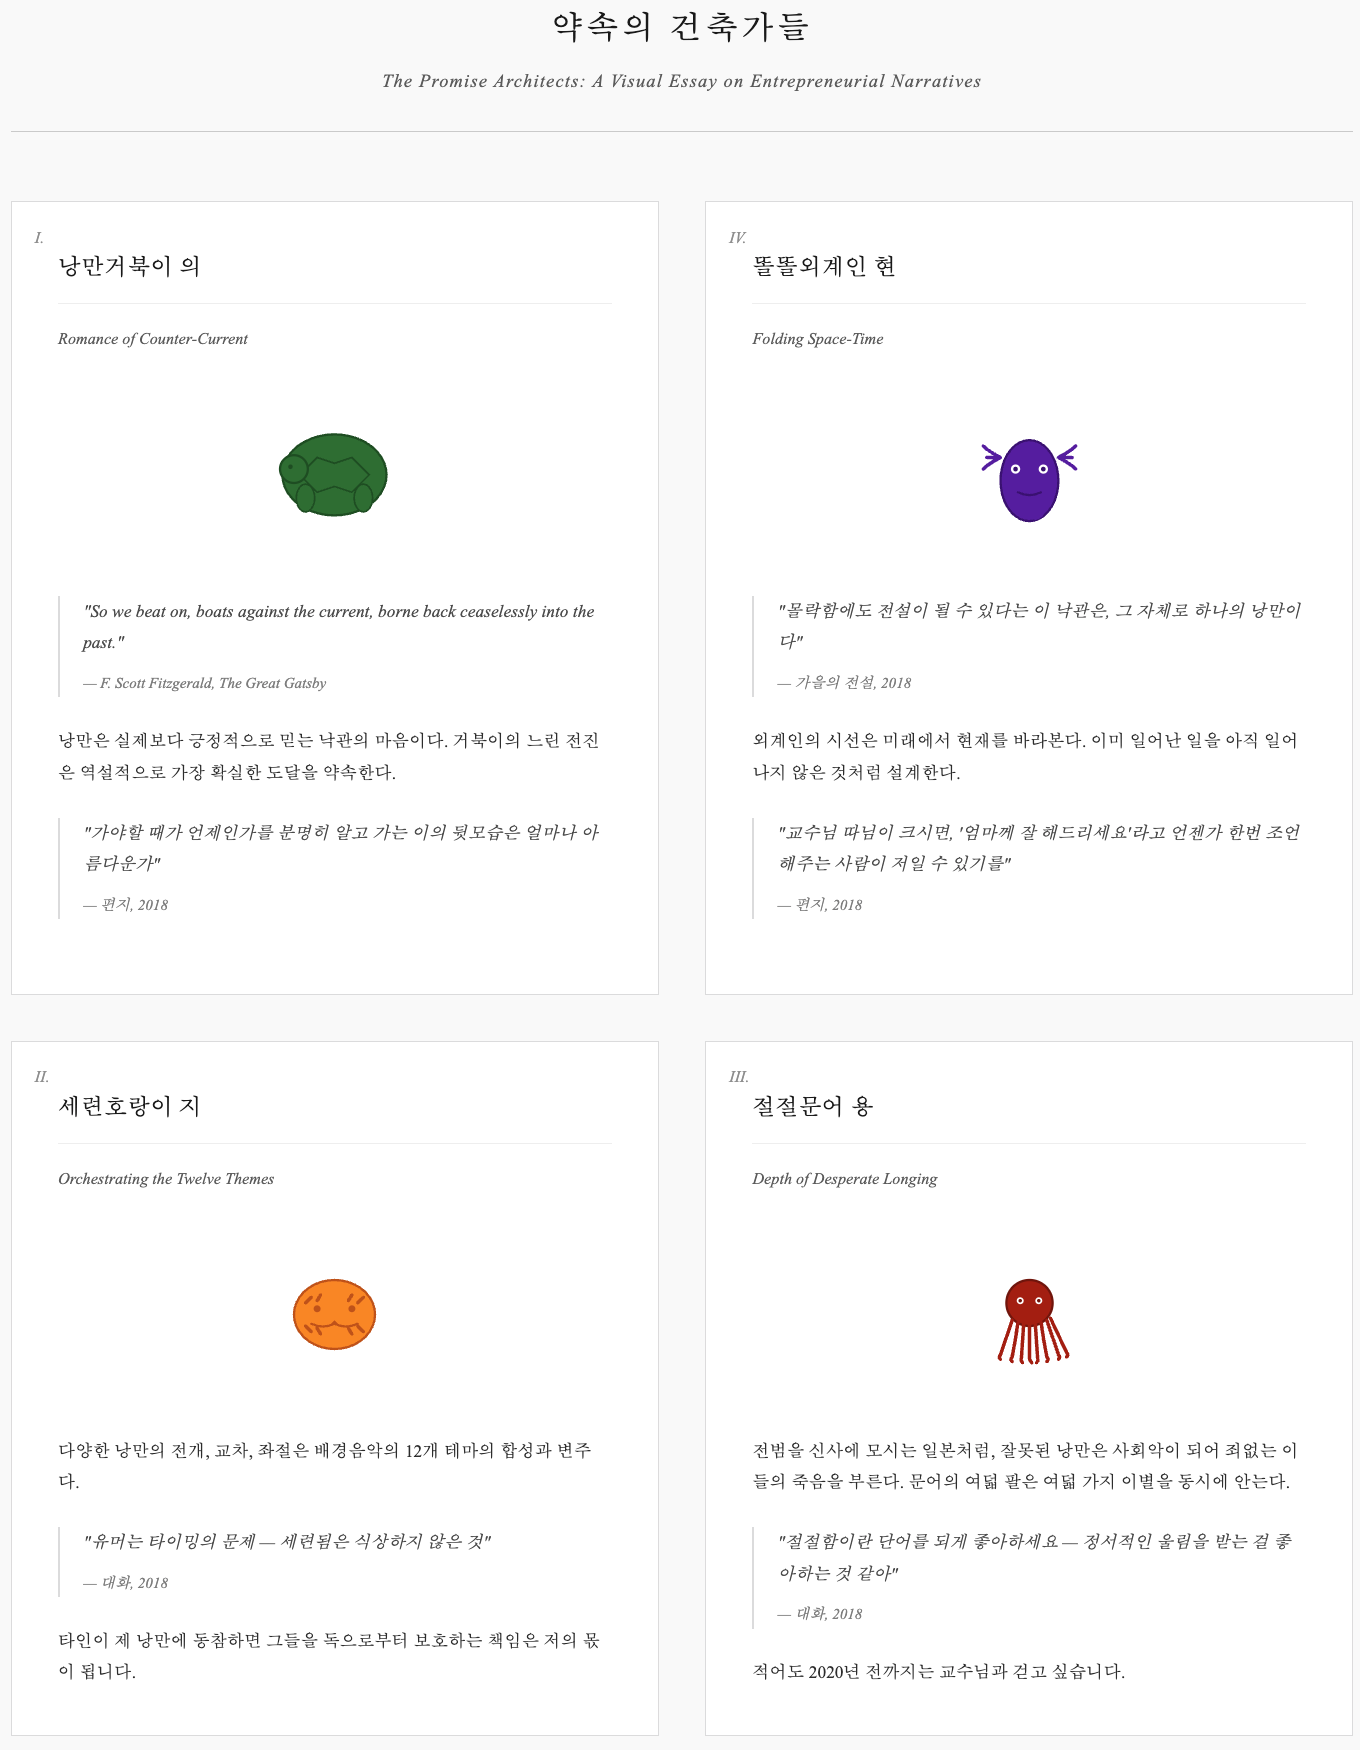 약속의 건축가들
The Promise Architects: A Visual Essay on Entrepreneurial Narratives
I.
낭만거북이 의
Romance of Counter-Current
"So we beat on, boats against the current, borne back ceaselessly into the
past."
— F. Scott Fitzgerald, The Great Gatsby
낭만은 실제보다 긍정적으로 믿는 낙관의 마음이다. 거북이의 느린 전진
은 역설적으로 가장 확실한 도달을 약속한다.
"가야할 때가 언제인가를 분명히 알고 가는 이의 뒷모습은 얼마나 아
름다운가"
— 편지, 2018
IV.
똘똘외계인 현
Folding Space-Time
"몰락함에도 전설이 될 수 있다는 이 낙관은, 그 자체로 하나의 낭만이
다"
— 가을의 전설, 2018
외계인의 시선은 미래에서 현재를 바라본다. 이미 일어난 일을 아직 일어
나지 않은 것처럼 설계한다.
"교수님 따님이 크시면, '엄마께 잘 해드리세요'라고 언젠가 한번 조언
해주는 사람이 저일 수 있기를"
— 편지, 2018
II.
세련호랑이 지
Orchestrating the Twelve Themes
다양한 낭만의 전개, 교차, 좌절은 배경음악의 12개 테마의 합성과 변주
다.
"유머는 타이밍의 문제 — 세련됨은 식상하지 않은 것"
— 대화, 2018
타인이 제 낭만에 동참하면 그들을 독으로부터 보호하는 책임은 저의 몫
이 됩니다.
III.
절절문어 용
Depth of Desperate Longing
전범을 신사에 모시는 일본처럼, 잘못된 낭만은 사회악이 되어 죄없는 이
들의 죽음을 부른다. 문어의 여덟 팔은 여덟 가지 이별을 동시에 안는다.
"절절함이란 단어를 되게 좋아하세요 — 정서적인 울림을 받는 걸 좋
아하는 것 같아"
— 대화, 2018
적어도 2020년 전까지는 교수님과 걷고 싶습니다.